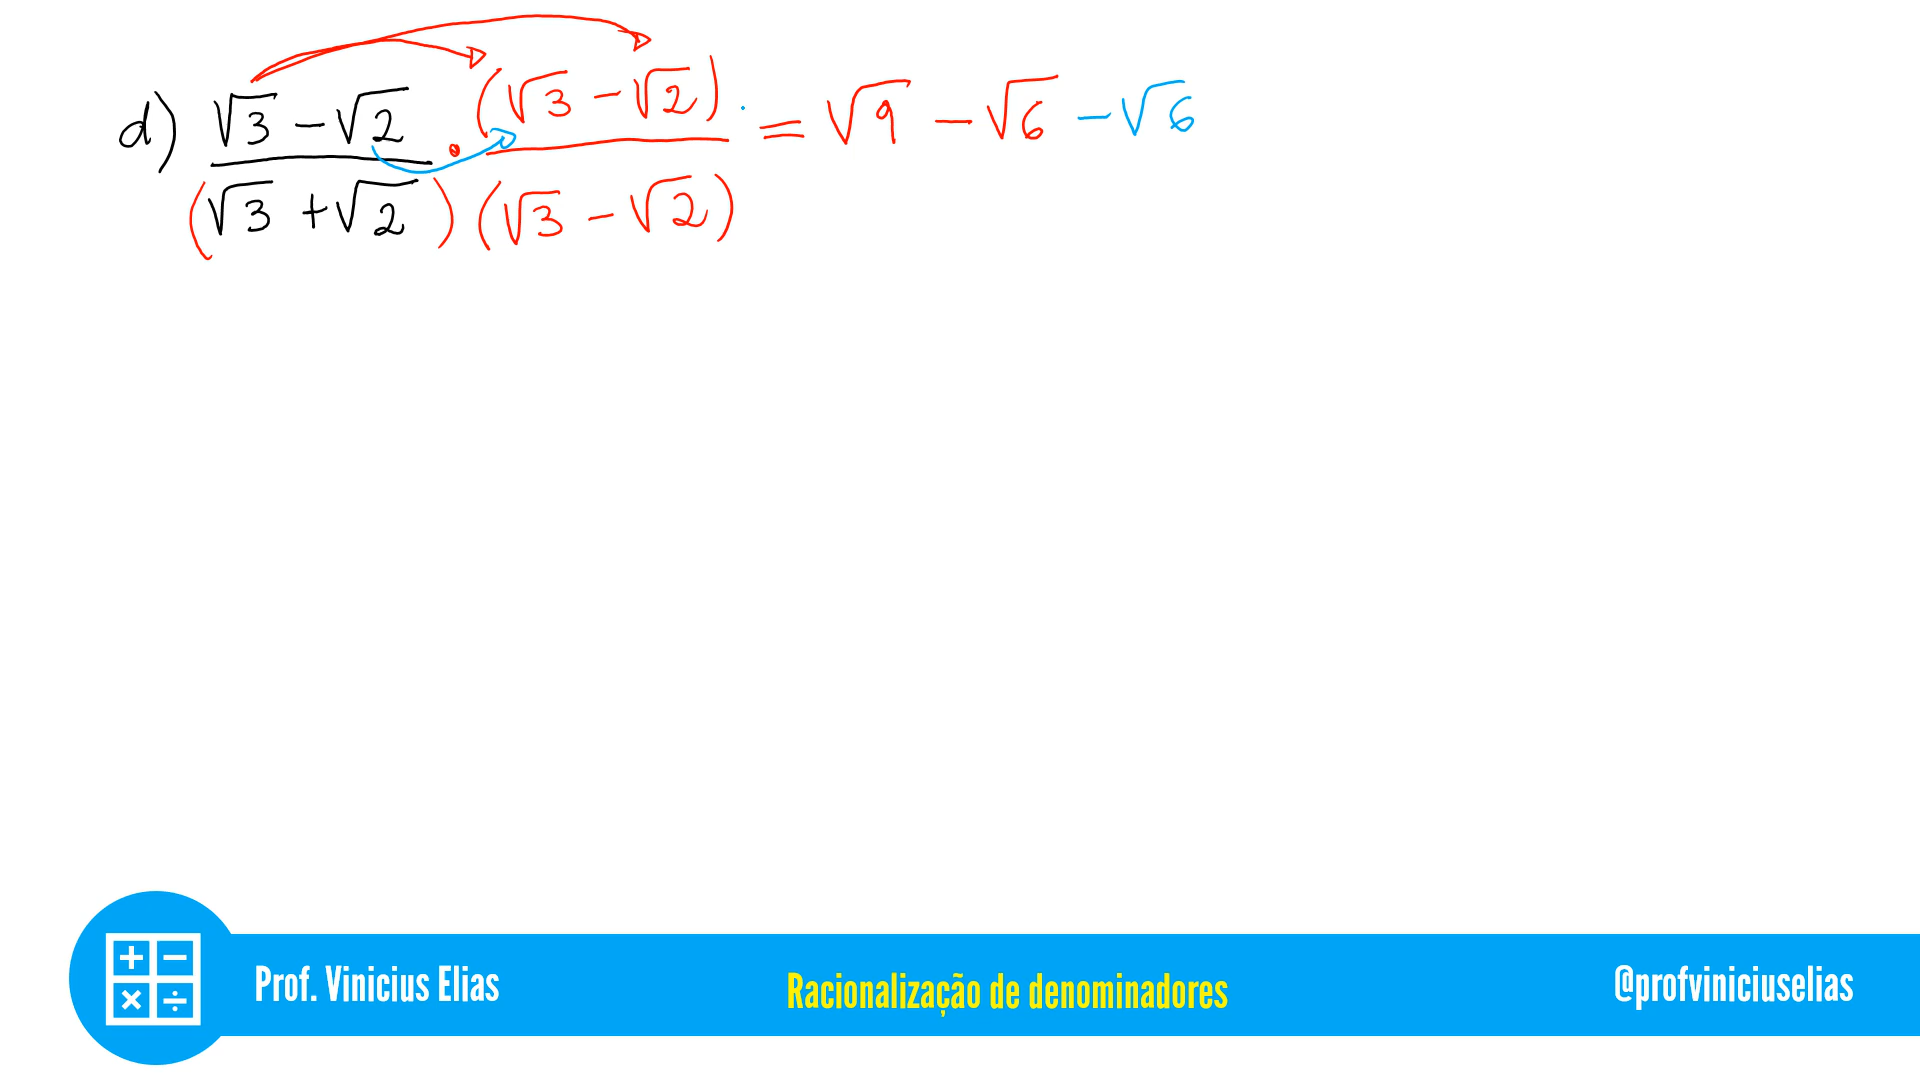 d) √3 − √2 / (√3 + √2) • (√3 − √2) / (√3 − √2) = √9 − √6 − √6
Prof. Vinicius Elias
Racionalização de denominadores
@profviniciuselias